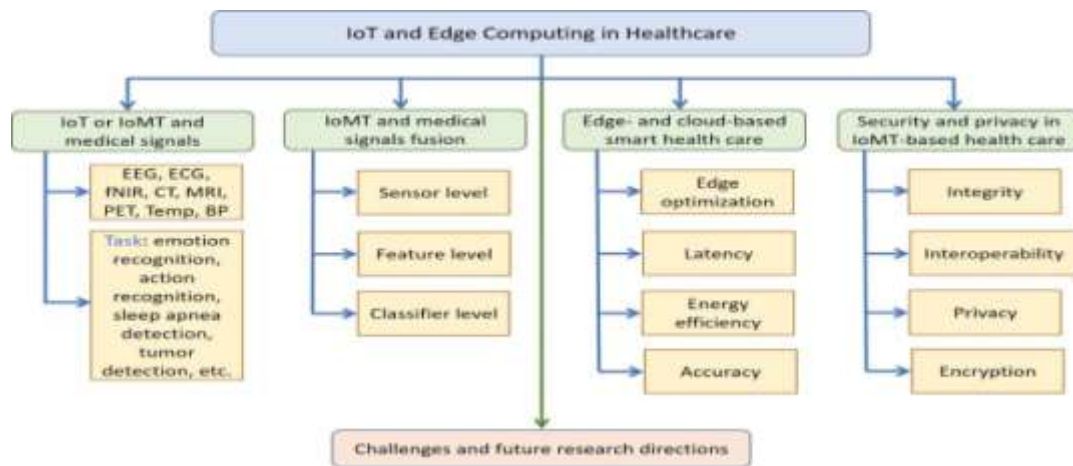 IoT and Edge Computing in Healthcare
IoT or IoMT and
medical signals
EEG, ECG,
fNIR, CT, MRI,
PET, Temp, BP
Task: emotion
recognition,
action
recognition,
sleep apnea
detection,
tumor
detection, etc.
IoMT and medical
signals fusion
Sensor level
Feature level
Classifier level
Edge- and cloud-based
smart health care
Edge
optimization
Latency
Energy
efficiency
Accuracy
Security and privacy in
IoMT-based health care
Integrity
Interoperability
Privacy
Encryption
Challenges and future research directions